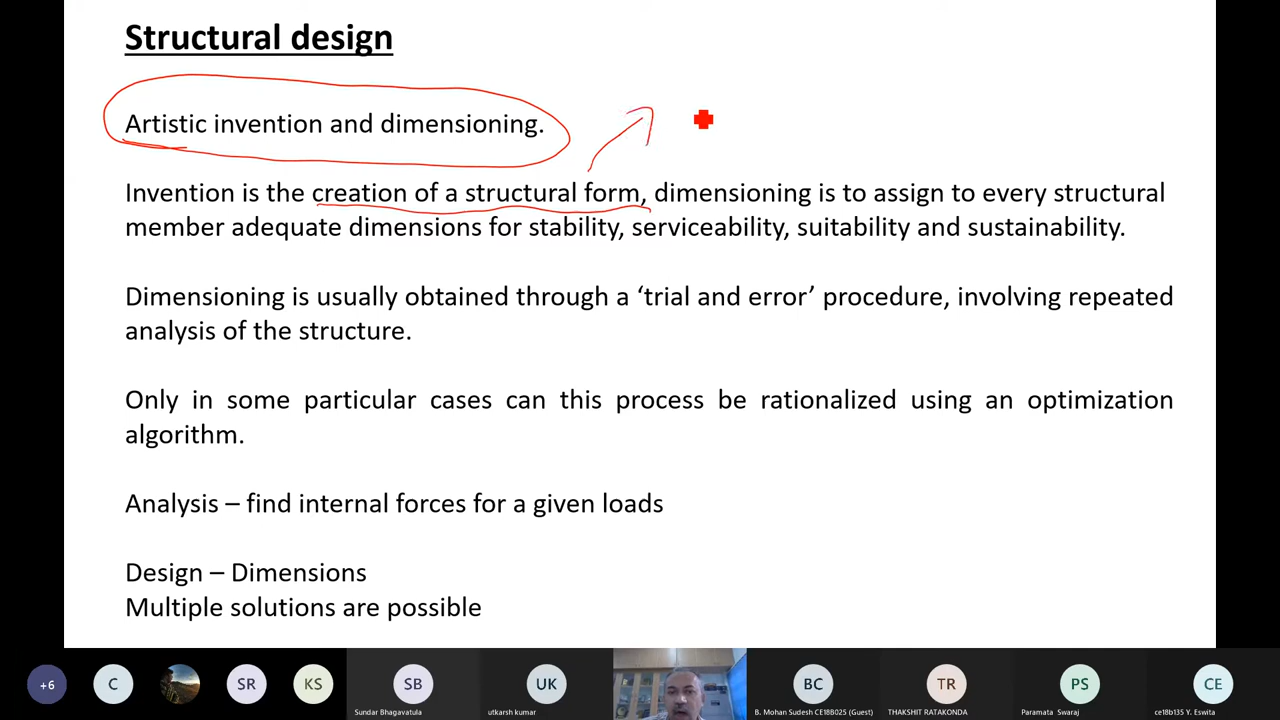 Structural design
Artistic invention and dimensioning.
Invention is the creation of a structural form, dimensioning is to assign to every structural
member adequate dimensions for stability, serviceability, suitability and sustainability.
Dimensioning is usually obtained through a ‘trial and error’ procedure, involving repeated
analysis of the structure.
Only in some particular cases can this process be rationalized using an optimization
algorithm.
Analysis – find internal forces for a given loads
Design – Dimensions
Multiple solutions are possible
+6 C SR KS SB UK BC TR PS CE
Sundar Bhagavatula utkarsh kumar B. Mohan Sudesh CE18B025 (Guest) THAKSHIT RATAKONDA Paramata Swaraj ce18b135 Y. Eswita